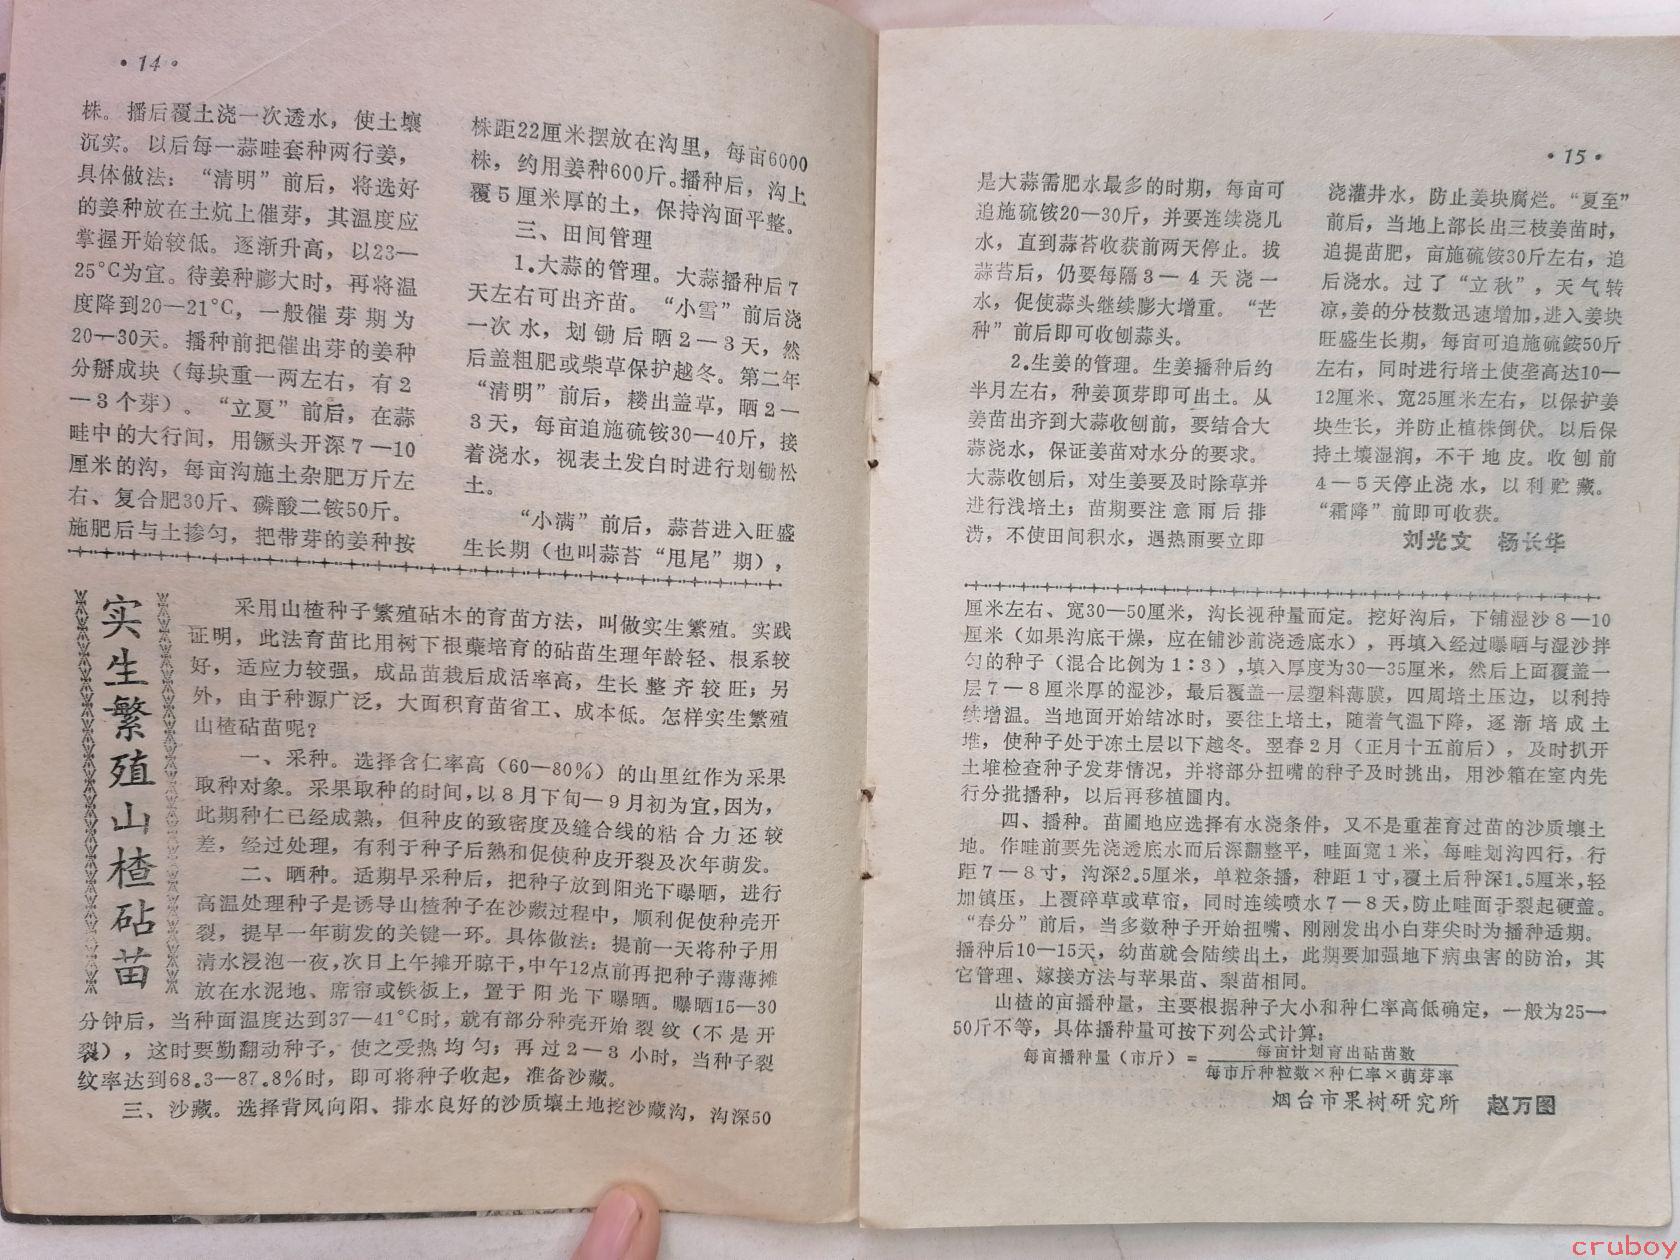 • 14 •
株。播后覆土浇一次透水，使土壤
沉实。以后每一蒜畦套种两行姜，
具体做法：“清明”前后，将选好
的姜种放在土炕上催芽，其温度应
掌握开始较低。逐渐升高，以23—
25°C为宜。待姜种膨大时，再将温
度降到20—21°C，一般催芽期为
20—30天。播种前把催出芽的姜种
分掰成块（每块重一两左右，有2
—3个芽）。“立夏”前后，在蒜
畦中的大行间，用镢头开深7—10
厘米的沟，每亩沟施土杂肥万斤左
右、复合肥30斤、磷酸二铵50斤。
施肥后与土掺匀，把带芽的姜种按
株距22厘米摆放在沟里，每亩6000
株，约用姜种600斤。播种后，沟上
覆5厘米厚的土，保持沟面平整。
三、田间管理
1.大蒜的管理。大蒜播种后7
天左右可出齐苗。“小雪”前后浇
一次水，划锄后晒2—3天，然
后盖粗肥或柴草保护越冬。第二年
“清明”前后，耧出盖草，晒2—
3天，每亩追施硫铵30—40斤，接
着浇水，视表土发白时进行划锄松
土。
“小满”前后，蒜苔进入旺盛
生长期（也叫蒜苔“甩尾”期），
实生繁殖山楂砧苗
采用山楂种子繁殖砧木的育苗方法，叫做实生繁殖。实践
证明，此法育苗比用树下根蘖培育的砧苗生理年龄轻、根系较
好，适应力较强，成品苗栽后成活率高，生长整齐较旺；另
外，由于种源广泛，大面积育苗省工、成本低。怎样实生繁殖
山楂砧苗呢？
一、采种。选择含仁率高（60—80%）的山里红作为采果
取种对象。采果取种的时间，以8月下旬—9月初为宜，因为，
此期种仁已经成熟，但种皮的致密度及缝合线的粘合力还较
差，经过处理，有利于种子后熟和促使种皮开裂及次年萌发。
二、晒种。适期早采种后，把种子放到阳光下曝晒，进行
高温处理种子是诱导山楂种子在沙藏过程中，顺利促使种壳开
裂，提早一年萌发的关键一环。具体做法：提前一天将种子用
清水浸泡一夜，次日上午摊开晾干，中午12点前再把种子薄薄摊
放在水泥地、席帘或铁板上，置于阳光下曝晒。曝晒15—30
分钟后，当种面温度达到37—41°C时，就有部分种壳开始裂纹（不是开
裂），这时要勤翻动种子，使之受热均匀；再过2—3小时，当种子裂
纹率达到68.3—87.8%时，即可将种子收起，准备沙藏。
三、沙藏。选择背风向阳、排水良好的沙质壤土地挖沙藏沟，沟深50
• 15 •
是大蒜需肥水最多的时期，每亩可
追施硫铵20—30斤，并要连续浇几
水，直到蒜苔收获前两天停止。拔
蒜苔后，仍要每隔3—4天浇一
水，促使蒜头继续膨大增重。“芒
种”前后即可收刨蒜头。
2.生姜的管理。生姜播种后约
半月左右，种姜顶芽即可出土。从
姜苗出齐到大蒜收刨前，要结合大
蒜浇水，保证姜苗对水分的要求。
大蒜收刨后，对生姜要及时除草并
进行浅培土；苗期要注意雨后排
涝，不使田间积水，遇热雨要立即
浇灌井水，防止姜块腐烂。“夏至”
前后，当地上部长出三枝姜苗时，
追提苗肥，亩施硫铵30斤左右，追
后浇水。过了“立秋”，天气转
凉，姜的分枝数迅速增加，进入姜块
旺盛生长期，每亩可追施硫铵50斤
左右，同时进行培土使垄高达10—
12厘米、宽25厘米左右，以保护姜
块生长，并防止植株倒伏。以后保
持土壤湿润，不干地皮。收刨前
4—5天停止浇水，以利贮藏。
“霜降”前即可收获。
刘光文 杨长华
厘米左右、宽30—50厘米，沟长视种量而定。挖好沟后，下铺湿沙8—10
厘米（如果沟底干燥，应在铺沙前浇透底水），再填入经过曝晒与湿沙拌
匀的种子（混合比例为1:3），填入厚度为30—35厘米，然后上面覆盖一
层7—8厘米厚的湿沙，最后覆盖一层塑料薄膜，四周培土压边，以利持
续增温。当地面开始结冰时，要往上培土，随着气温下降，逐渐培成土
堆，使种子处于冻土层以下越冬。翌春2月（正月十五前后），及时扒开
土堆检查种子发芽情况，并将部分扭嘴的种子及时挑出，用沙箱在室内先
行分批播种，以后再移植圃内。
四、播种。苗圃地应选择有水浇条件，又不是重茬育过苗的沙质壤土
地。作畦前要先浇透底水而后深翻整平，畦面宽1米，每畦划沟四行，行
距7—8寸，沟深2.5厘米，单粒条播，种距1寸，覆土后种深1.5厘米，轻
加镇压，上覆碎草或草帘，同时连续喷水7—8天，防止畦面干裂起硬盖。
“春分”前后，当多数种子开始扭嘴、刚刚发出小白芽尖时为播种适期。
播种后10—15天，幼苗就会陆续出土，此期要加强地下病虫害的防治，其
它管理、嫁接方法与苹果苗、梨苗相同。
山楂的亩播种量，主要根据种子大小和种仁率高低确定，一般为25—
50斤不等，具体播种量可按下列公式计算：
每亩播种量（市斤）＝ 每亩计划育出砧苗数
每市斤种粒数×种仁率×萌芽率
烟台市果树研究所 赵万图
cruboy